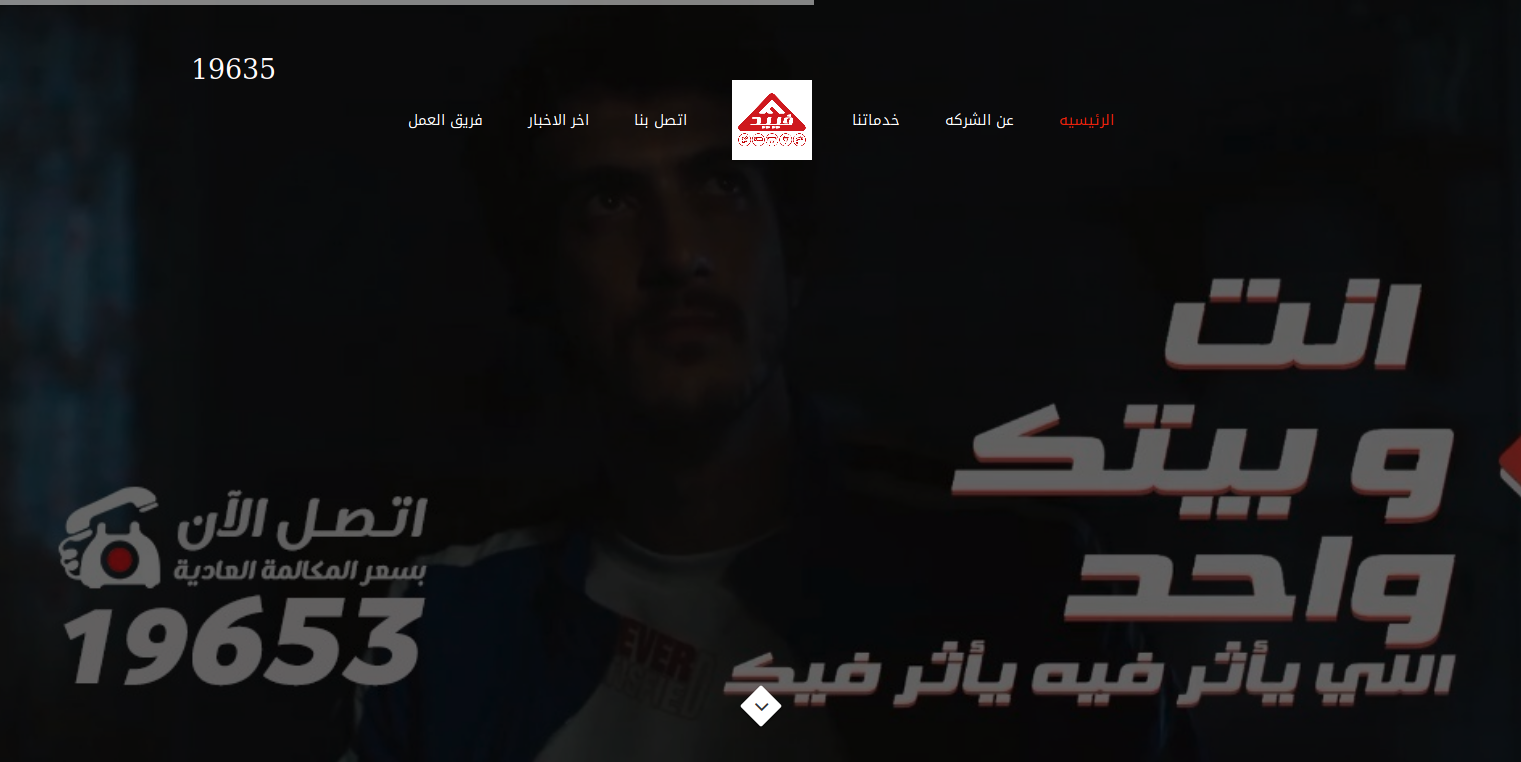 19635
الرئيسيه
عن الشركه
خدماتنا
فييد
اتصل بنا
اخر الاخبار
فريق العمل
انت
و بيتك
واحد
اللي يأثر فيه يأثر فيك
اتصل الآن
بسعر المكالمة العادية
19653